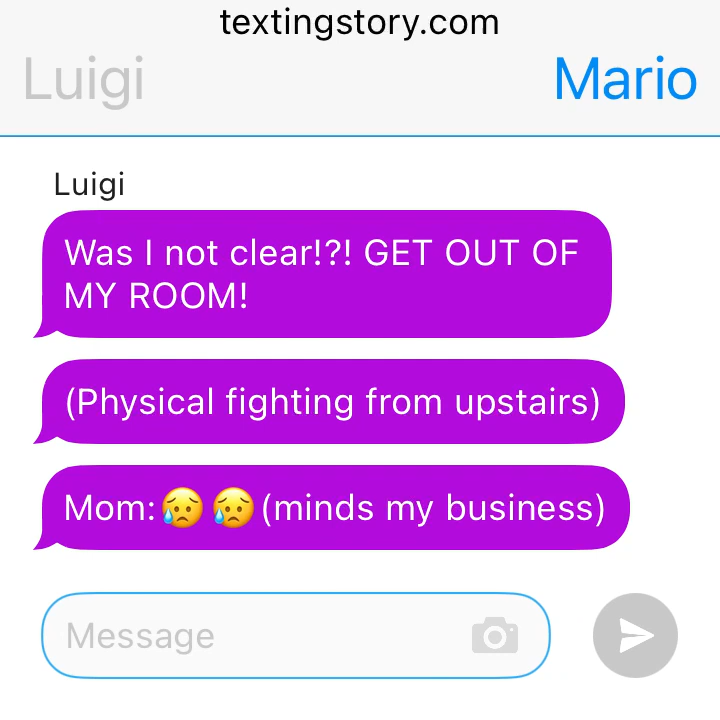 textingstory.com
Luigi Mario
Luigi
Was I not clear!?! GET OUT OF
MY ROOM!
(Physical fighting from upstairs)
Mom:😥😥(minds my business)
Message